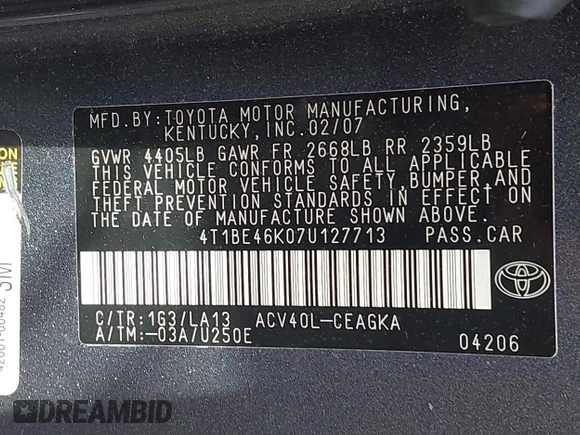 MFD.BY:TOYOTA MOTOR MANUFACTURING,
KENTUCKY, INC. 02/07
GVWR 4405LB GAWR FR 2668LB RR 2359LB
THIS VEHICLE CONFORMS TO ALL APPLICABLE
FEDERAL MOTOR VEHICLE SAFETY,BUMPER,AND
THEFT PREVENTION STANDARDS IN EFFECT ON
THE DATE OF MANUFACTURE SHOWN ABOVE.
4T1BE46K07U127713 PASS.CAR
C/TR:1G3/LA13 ACV40L-CEAGKA
A/TM:-03A/U250E 04206
DREAMBID